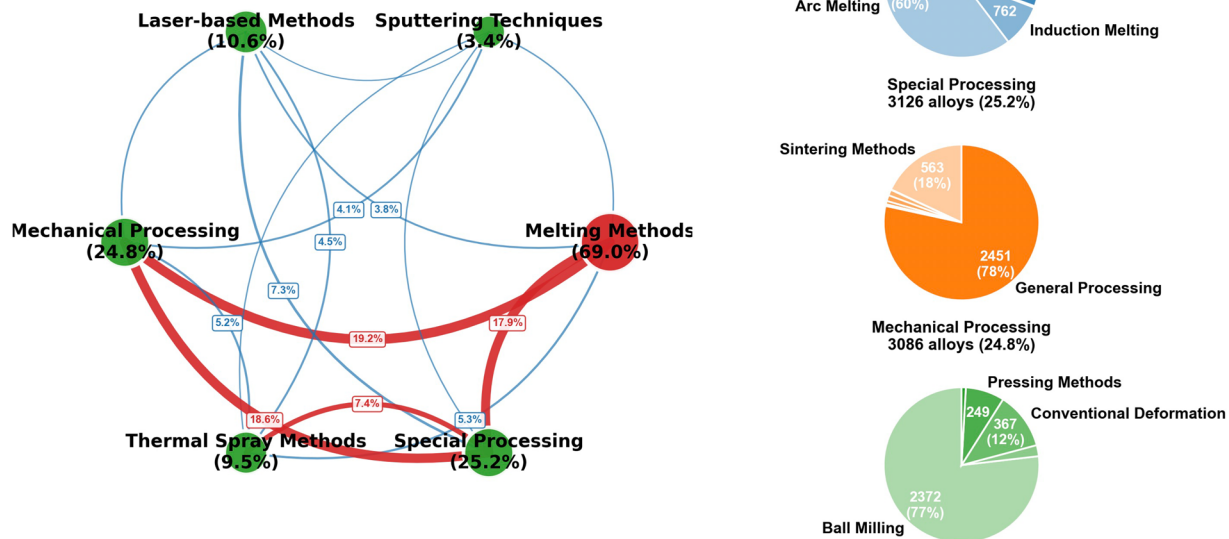 Laser-based Methods
(10.6%)
Sputtering Techniques
(3.4%)
Mechanical Processing
(24.8%)
Melting Methods
(69.0%)
4.1%
3.8%
4.5%
7.3%
5.2%
17.9%
19.2%
7.4%
18.6%
5.3%
Thermal Spray Methods
(9.5%)
Special Processing
(25.2%)
Arc Melting
(60%)
762
Induction Melting
Special Processing
3126 alloys (25.2%)
Sintering Methods
563
(18%)
2451
(78%)
General Processing
Mechanical Processing
3086 alloys (24.8%)
Pressing Methods
249
Conventional Deformation
367
(12%)
2372
(77%)
Ball Milling